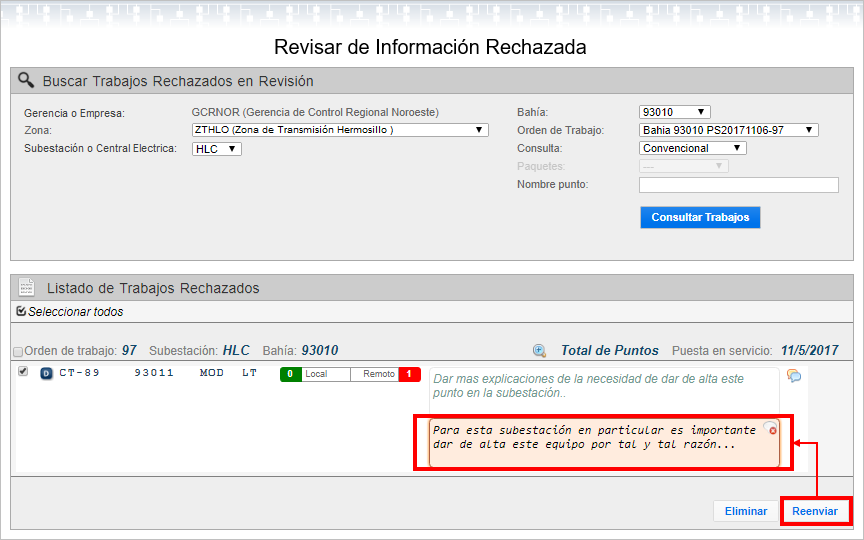 Revisar de Información Rechazada
Buscar Trabajos Rechazados en Revisión
Gerencia o Empresa: GCRNOR (Gerencia de Control Regional Noroeste)
Zona: ZTHLO (Zona de Transmisión Hermosillo )
Subestación o Central Electrica: HLC
Bahía: 93010
Orden de Trabajo: Bahia 93010 PS20171106-97
Consulta: Convencional
Paquetes: ---
Nombre punto:
Consultar Trabajos
Listado de Trabajos Rechazados
Seleccionar todos
Orden de trabajo: 97 Subestación: HLC Bahía: 93010 Total de Puntos Puesta en servicio: 11/5/2017
D CT-89 93011 MOD LT 0 Local Remoto 1
Dar mas explicaciones de la necesidad de dar de alta este
punto en la subestación..
Para esta subestación en particular es importante
dar de alta este equipo por tal y tal razón...
Eliminar Reenviar